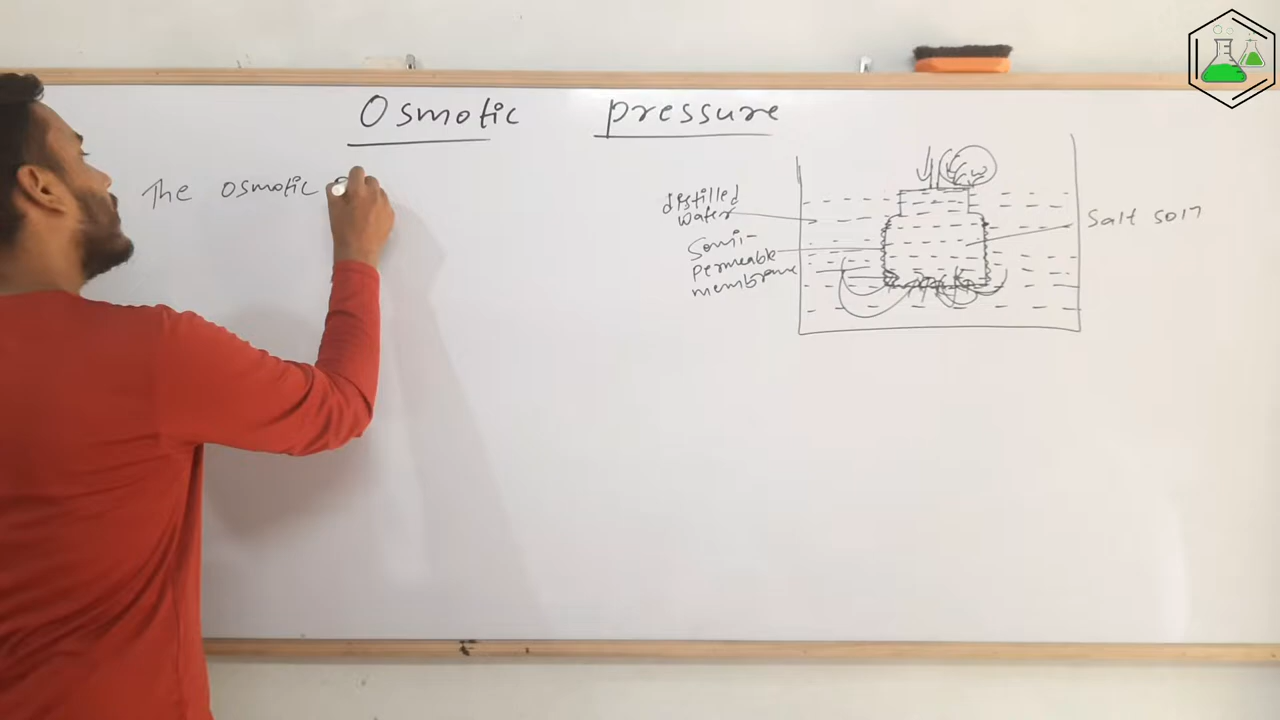 Osmotic pressure
The osmotic
distilled
water
Semi-
permeable
membrane
Salt solⁿ